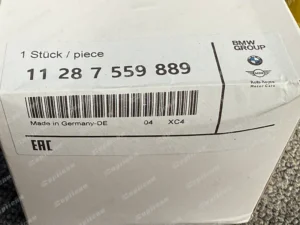 1 Stück / piece
BMW
GROUP
11 28 7 559 889
Made in Germany-DE 04 XC4
EAC